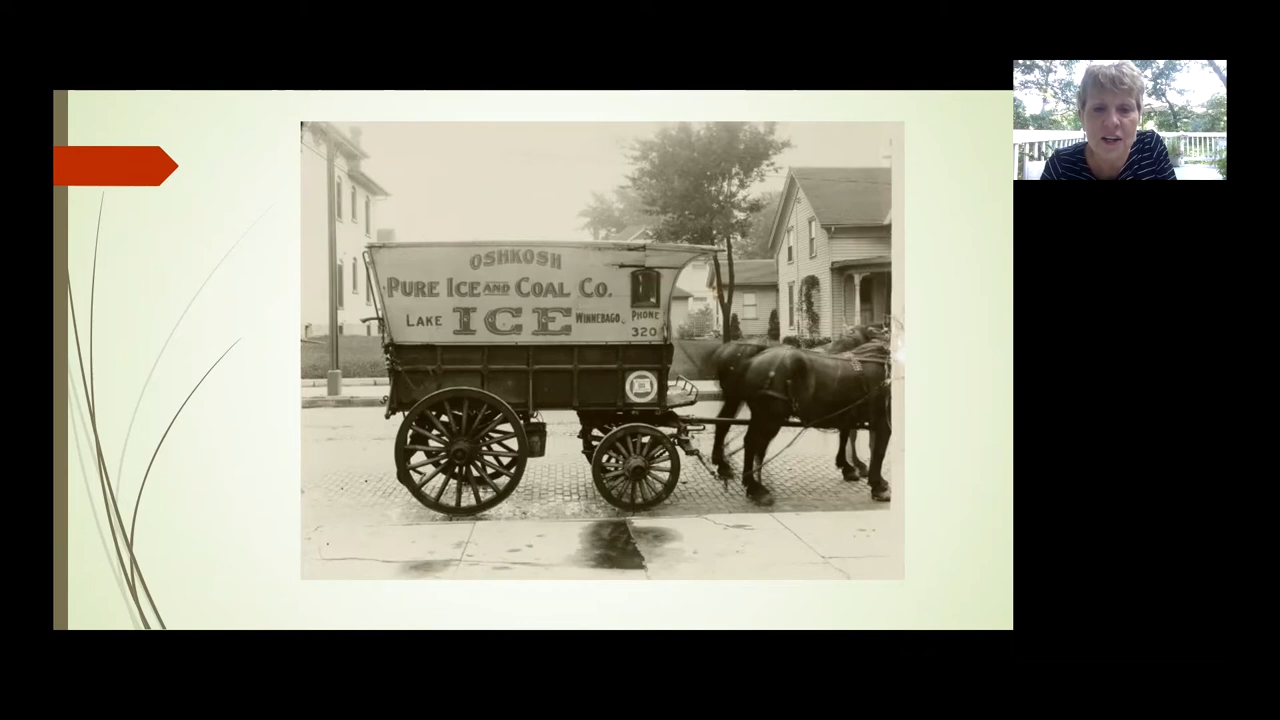 OSHKOSH
PURE ICE AND COAL CO.
LAKE ICE WINNEBAGO.
PHONE
320